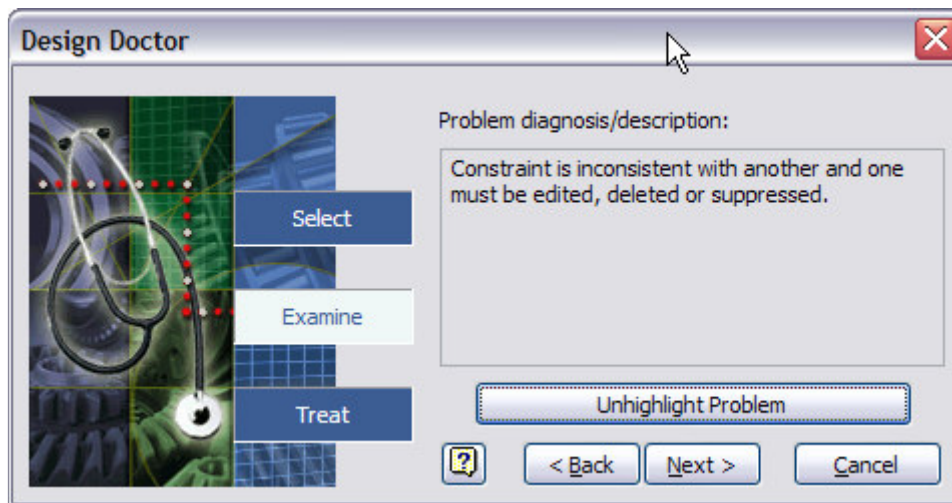 Design Doctor
Problem diagnosis/description:
Constraint is inconsistent with another and one
must be edited, deleted or suppressed.
Select
Examine
Treat
Unhighlight Problem
< Back
Next >
Cancel